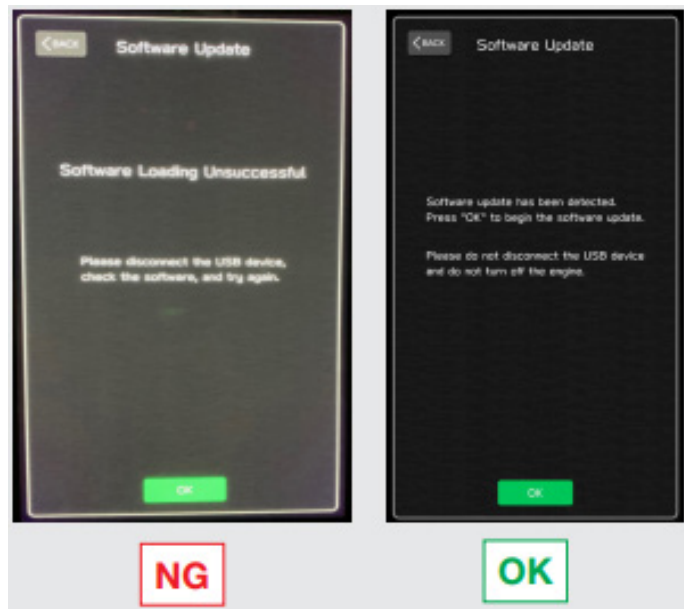 BACK
Software Update
Software Loading Unsuccessful
Please disconnect the USB device,
check the software, and try again.
OK
NG
BACK
Software Update
Software update has been detected.
Press "OK" to begin the software update.
Please do not disconnect the USB device
and do not turn off the engine.
OK
OK